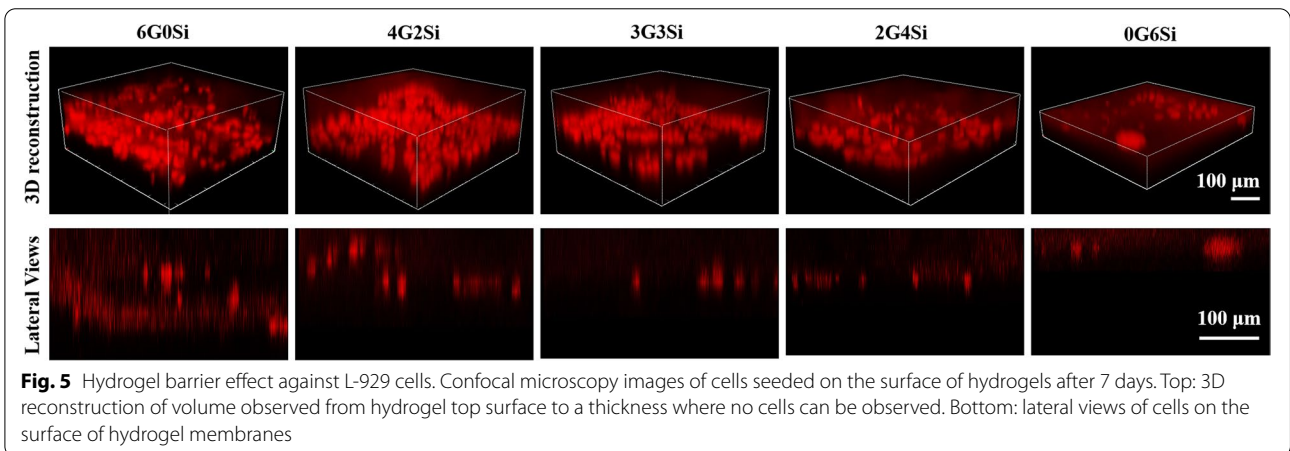 6G0Si 4G2Si 3G3Si 2G4Si 0G6Si
3D reconstruction
100 μm
Lateral Views
100 μm
Fig. 5 Hydrogel barrier effect against L-929 cells. Confocal microscopy images of cells seeded on the surface of hydrogels after 7 days. Top: 3D
reconstruction of volume observed from hydrogel top surface to a thickness where no cells can be observed. Bottom: lateral views of cells on the
surface of hydrogel membranes